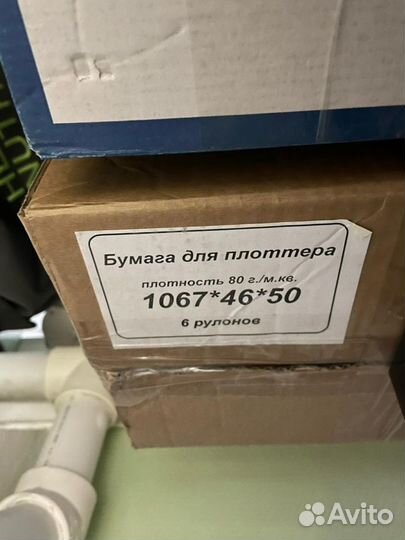 Бумага для плоттера
плотность 80 г./м.кв.
1067*46*50
6 рулонов
Avito